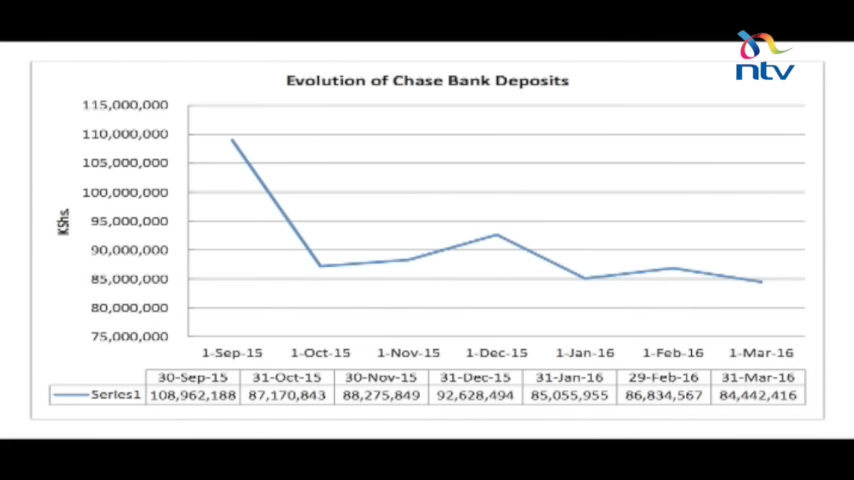 ntv
Evolution of Chase Bank Deposits
115,000,000
110,000,000
105,000,000
100,000,000
95,000,000
90,000,000
85,000,000
80,000,000
75,000,000
KShs.
1-Sep-15 1-Oct-15 1-Nov-15 1-Dec-15 1-Jan-16 1-Feb-16 1-Mar-16
30-Sep-15 31-Oct-15 30-Nov-15 31-Dec-15 31-Jan-16 29-Feb-16 31-Mar-16
Series1 108,962,188 87,170,843 88,275,849 92,628,494 85,055,955 86,834,567 84,442,416